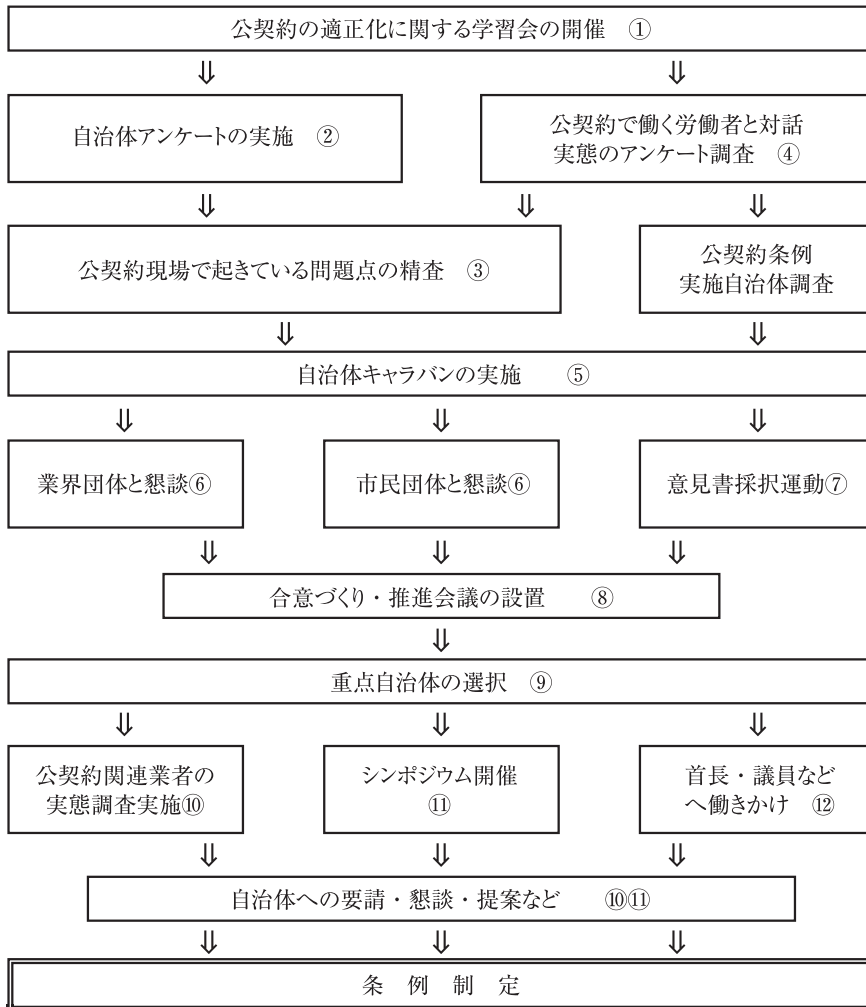 公契約の適正化に関する学習会の開催 ①
⇓ ⇓
自治体アンケートの実施 ②
公契約で働く労働者と対話
実態のアンケート調査 ④
⇓ ⇓ ⇓
公契約現場で起きている問題点の精査 ③
公契約条例
実施自治体調査
⇓ ⇓
自治体キャラバンの実施 ⑤
⇓ ⇓ ⇓
業界団体と懇談⑥
市民団体と懇談⑥
意見書採択運動⑦
⇓ ⇓ ⇓
合意づくり・推進会議の設置 ⑧
⇓
重点自治体の選択 ⑨
⇓ ⇓ ⇓
公契約関連業者の
実態調査実施⑩
シンポジウム開催
⑪
首長・議員など
へ働きかけ ⑫
⇓ ⇓ ⇓
自治体への要請・懇談・提案など ⑩⑪
⇓ ⇓ ⇓
条 例 制 定